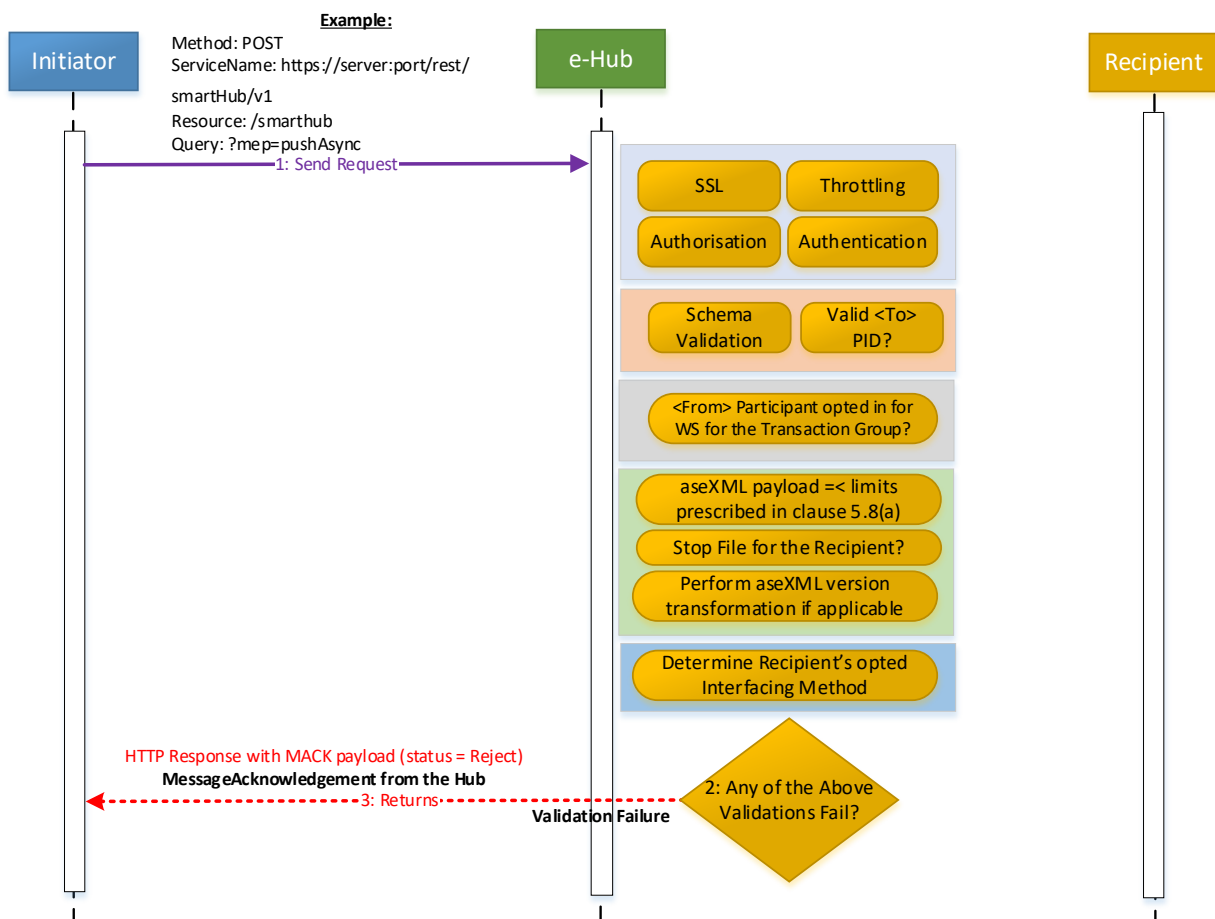 Example:
Initiator
Method: POST
ServiceName: https://server:port/rest/
smartHub/v1
Resource: /smarthub
Query: ?mep=pushAsync
e-Hub
Recipient
1: Send Request
SSL
Throttling
Authorisation
Authentication
Schema
Validation
Valid <To>
PID?
<From> Participant opted in for
WS for the Transaction Group?
aseXML payload =< limits
prescribed in clause 5.8(a)
Stop File for the Recipient?
Perform aseXML version
transformation if applicable
Determine Recipient’s opted
Interfacing Method
HTTP Response with MACK payload (status = Reject)
MessageAcknowledgement from the Hub
3: Returns
Validation Failure
2: Any of the Above
Validations Fail?